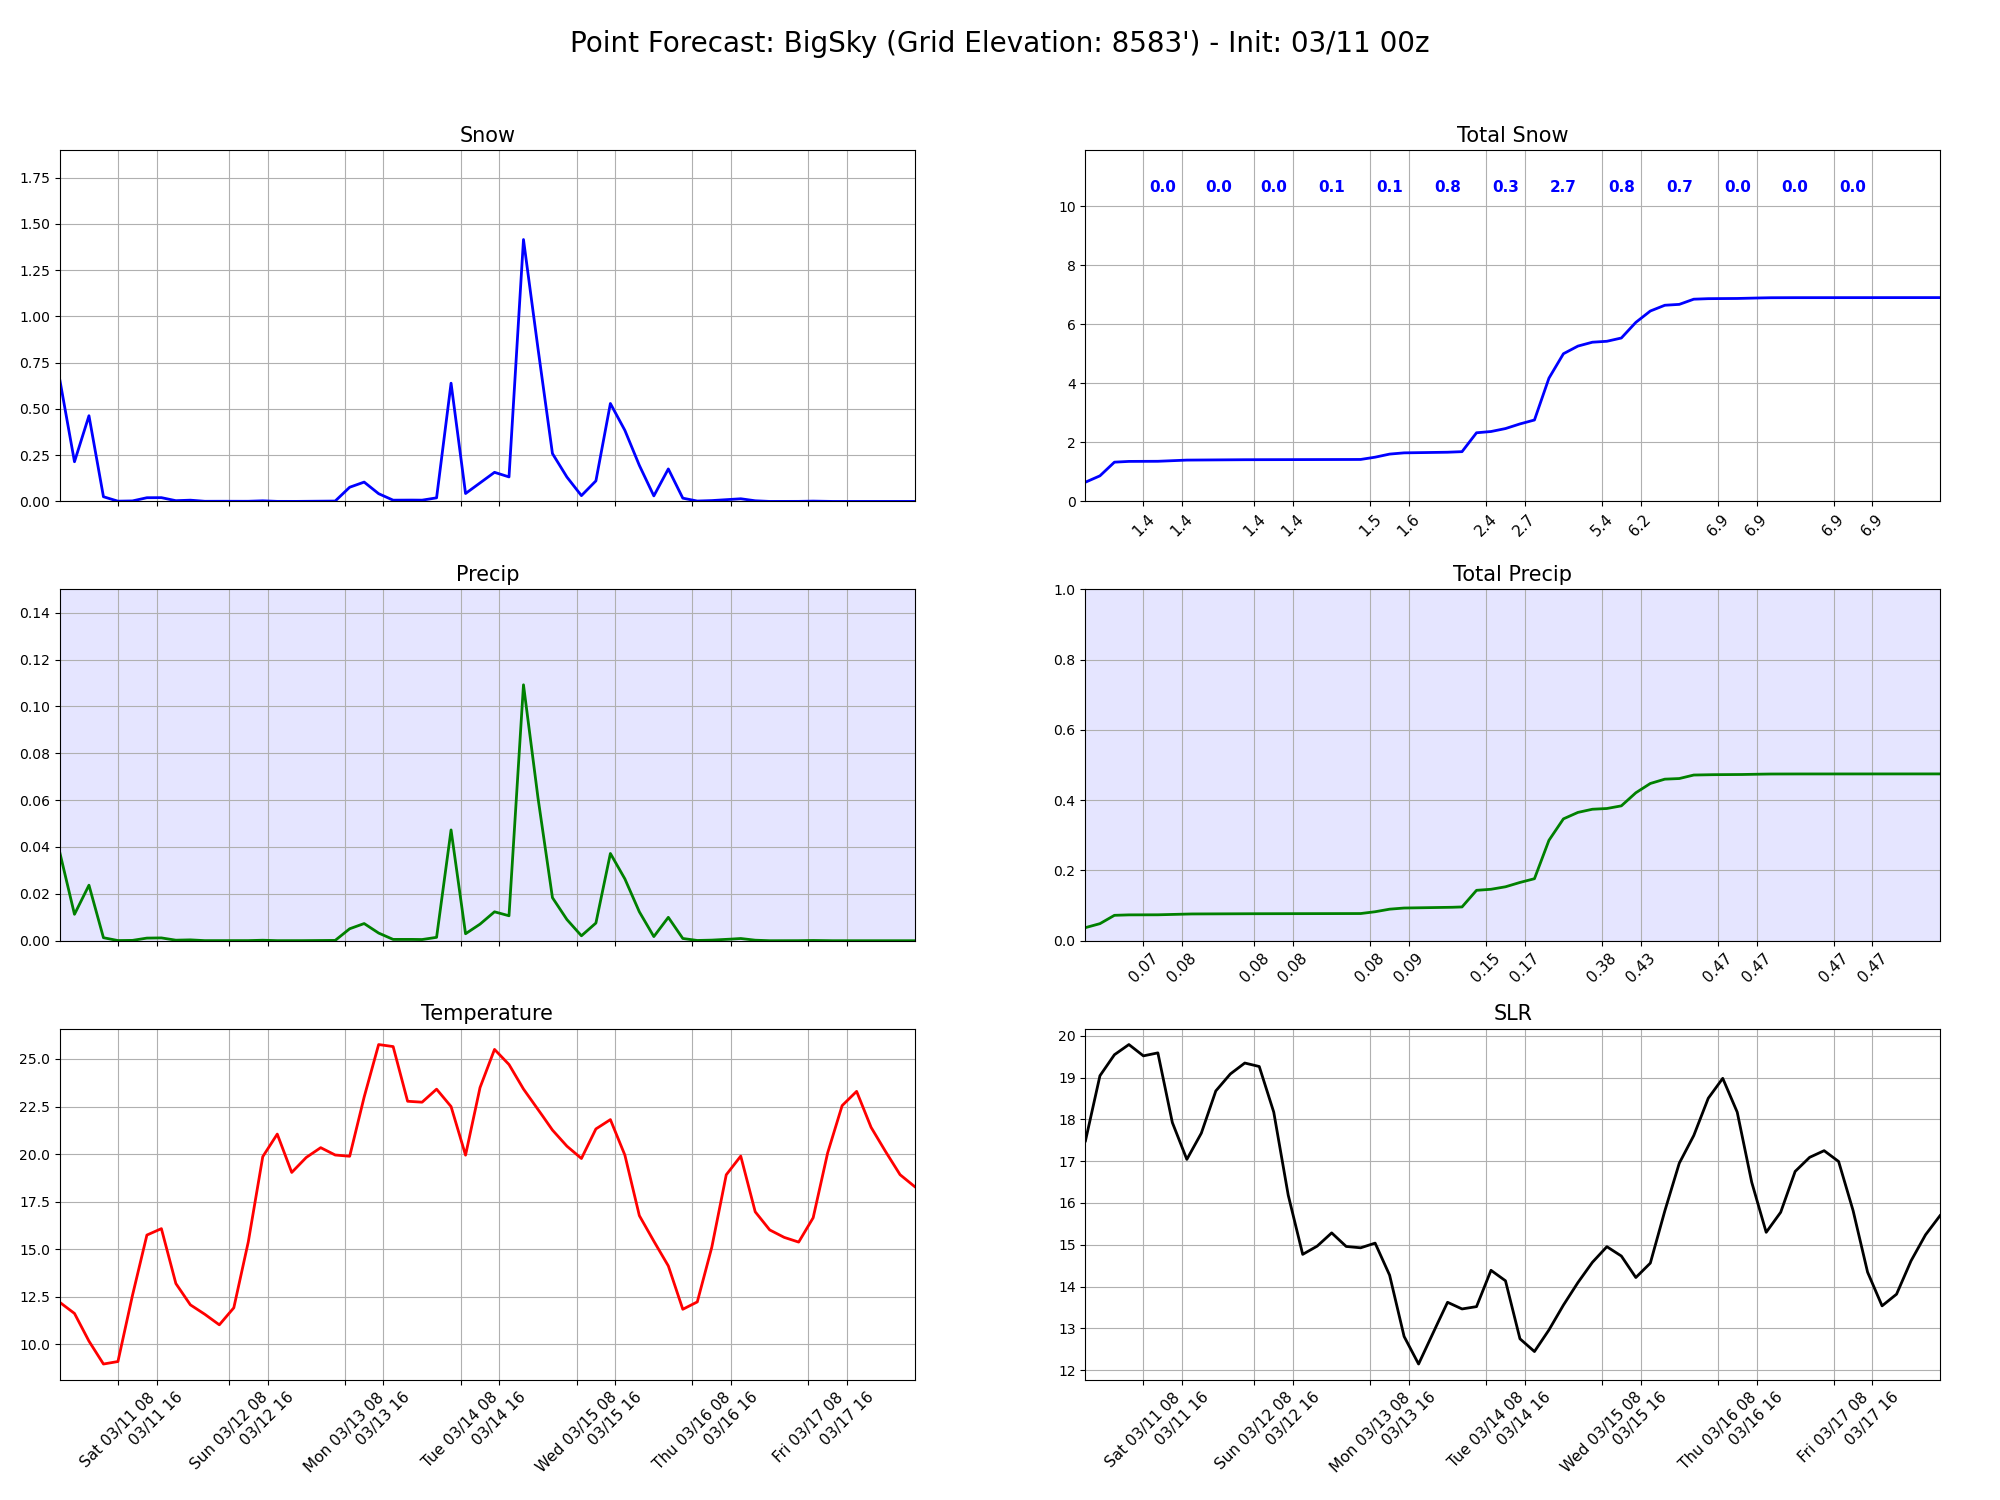 Point Forecast: BigSky (Grid Elevation: 8583') - Init: 03/11 00z
Snow
1.75
1.50
1.25
1.00
0.75
0.50
0.25
0.00
Total Snow
0.0 0.0 0.0 0.1 0.1 0.8 0.3 2.7 0.8 0.7 0.0 0.0 0.0
10
8
6
4
2
0
1.4 1.4 1.4 1.4 1.5 1.6 2.4 2.7 5.4 6.2 6.9 6.9 6.9 6.9
Precip
0.14
0.12
0.10
0.08
0.06
0.04
0.02
0.00
Total Precip
1.0
0.8
0.6
0.4
0.2
0.0
0.07 0.08 0.08 0.08 0.08 0.09 0.15 0.17 0.38 0.43 0.47 0.47 0.47 0.47
Temperature
25.0
22.5
20.0
17.5
15.0
12.5
10.0
Sat 03/11 08
03/11 16
Sun 03/12 08
03/12 16
Mon 03/13 08
03/13 16
Tue 03/14 08
03/14 16
Wed 03/15 08
03/15 16
Thu 03/16 08
03/16 16
Fri 03/17 08
03/17 16
SLR
20
19
18
17
16
15
14
13
12
Sat 03/11 08
03/11 16
Sun 03/12 08
03/12 16
Mon 03/13 08
03/13 16
Tue 03/14 08
03/14 16
Wed 03/15 08
03/15 16
Thu 03/16 08
03/16 16
Fri 03/17 08
03/17 16